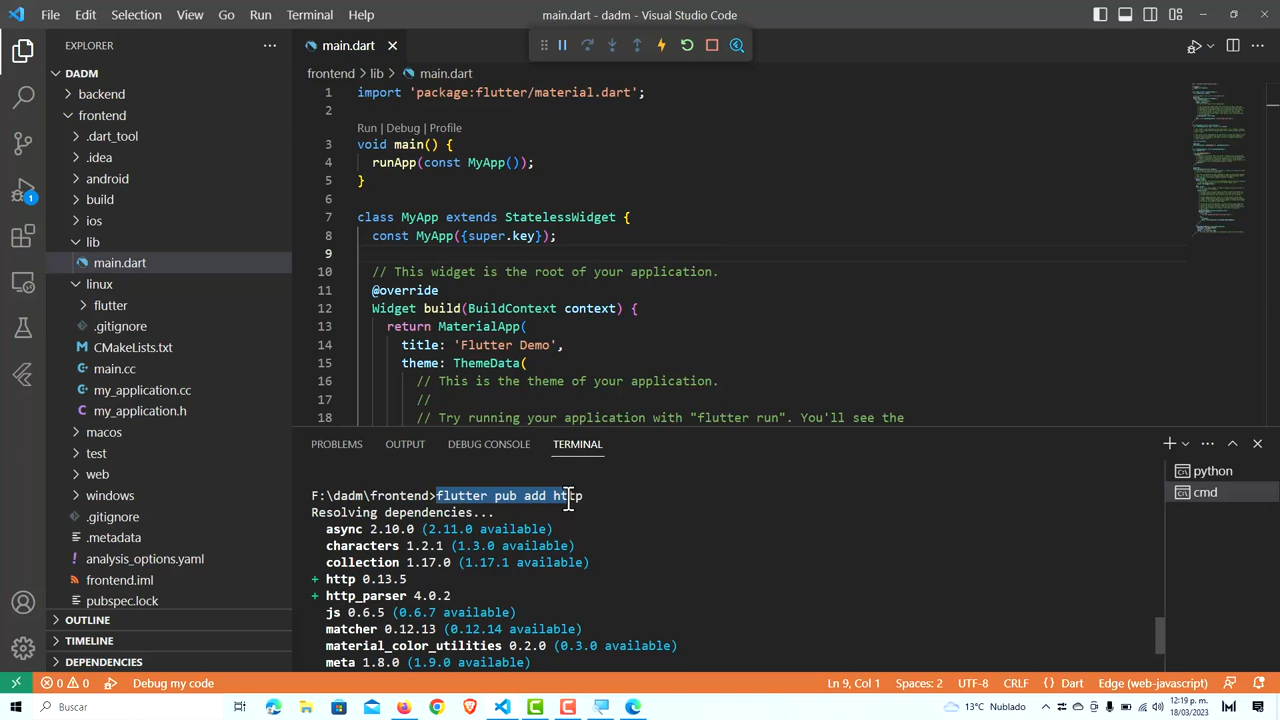 File Edit Selection View Go Run Terminal Help
main.dart - dadm - Visual Studio Code
EXPLORER
DADM
backend
frontend
.dart_tool
.idea
android
build
ios
lib
main.dart
linux
flutter
.gitignore
CMakeLists.txt
main.cc
my_application.cc
my_application.h
macos
test
web
windows
.gitignore
.metadata
analysis_options.yaml
frontend.iml
pubspec.lock
OUTLINE
TIMELINE
DEPENDENCIES
1
main.dart
frontend > lib > main.dart
1 import 'package:flutter/material.dart';
2
Run | Debug | Profile
3 void main() {
4 runApp(const MyApp());
5 }
6
7 class MyApp extends StatelessWidget {
8 const MyApp({super.key});
9
10 // This widget is the root of your application.
11 @override
12 Widget build(BuildContext context) {
13 return MaterialApp(
14 title: 'Flutter Demo',
15 theme: ThemeData(
16 // This is the theme of your application.
17 //
18 // Try running your application with "flutter run". You'll see the
PROBLEMS OUTPUT DEBUG CONSOLE TERMINAL
F:\dadm\frontend>flutter pub add http
Resolving dependencies...
async 2.10.0 (2.11.0 available)
characters 1.2.1 (1.3.0 available)
collection 1.17.0 (1.17.1 available)
+ http 0.13.5
+ http_parser 4.0.2
js 0.6.5 (0.6.7 available)
matcher 0.12.13 (0.12.14 available)
material_color_utilities 0.2.0 (0.3.0 available)
meta 1.8.0 (1.9.0 available)
python
cmd
0 0 Debug my code
Ln 9, Col 1 Spaces: 2 UTF-8 CRLF {} Dart Edge (web-javascript)
Buscar
13°C Nublado
12:19 p. m.
18/03/2023